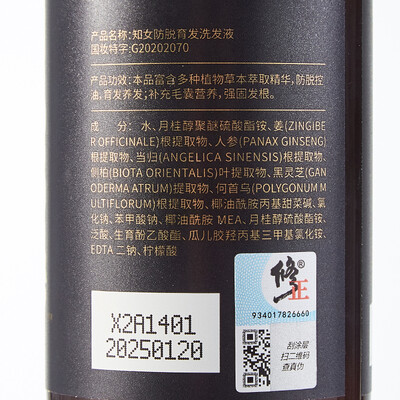 产品名称:知女防脱育发洗发液
国妆特字:G20202070
产品功效:本品富含多种植物草本萃取精华,防脱控
油,育发养发;补充毛囊营养,强固发根。
成 分:水、月桂醇聚醚硫酸酯铵、姜(ZINGIBE
R OFFICINALE)根提取物、人参(PANAX GINSENG)
根提取物、当归(ANGELICA SINENSIS)根提取物、
侧柏(BIOTA ORIENTALIS)叶提取物、黑灵芝(GAN
ODERMA ATRUM)提取物、何首乌(POLYGONUM M
ULTIFLORUM)根提取物、椰油酰胺丙基甜菜碱、氯
化钠、苯甲酸钠、椰油酰胺 MEA、月桂醇硫酸酯铵、
泛酸、生育酚乙酸酯、瓜儿胶羟丙基三甲基氯化铵、
EDTA 二钠、柠檬酸
修正®
934017826660
刮涂层
扫二维码
查真伪
X2A1401
20250120